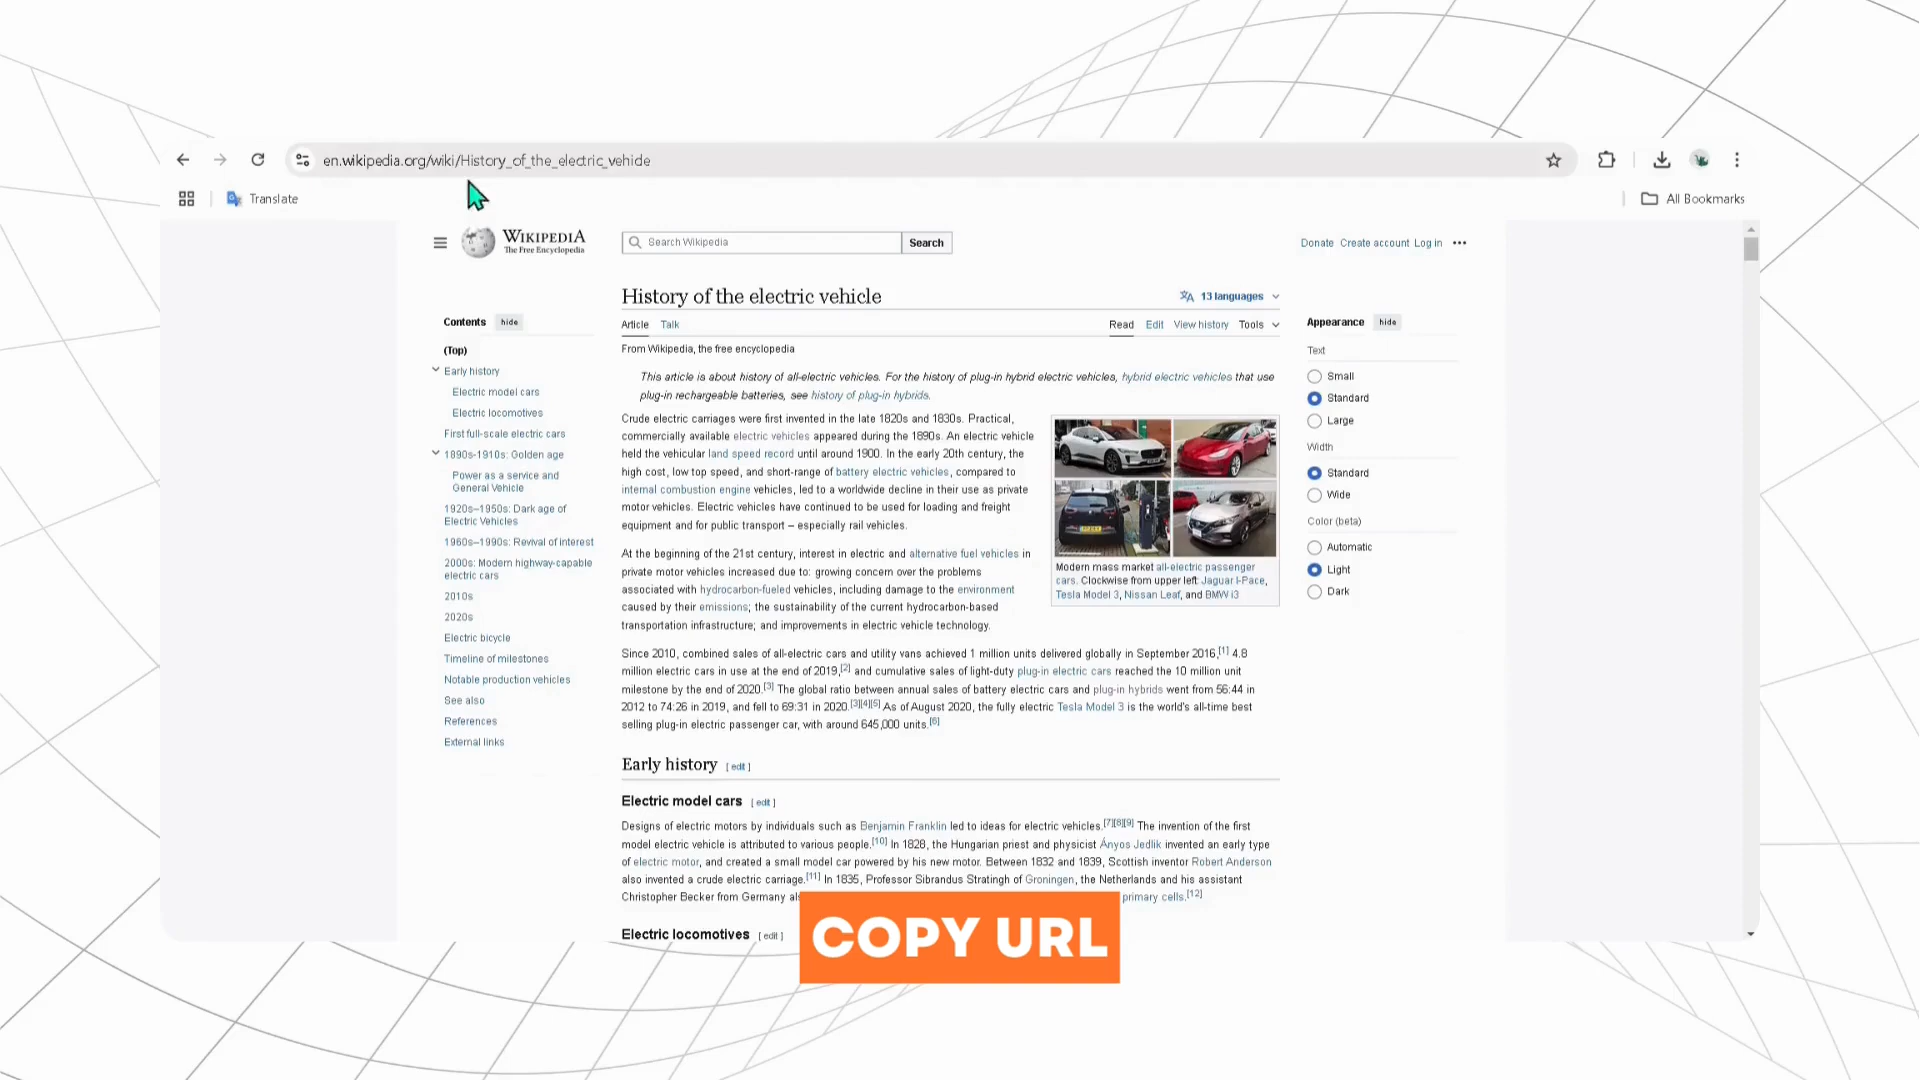 en.wikipedia.org/wiki/History_of_the_electric_vehicle
Translate
All Bookmarks
WIKIPEDIA
The Free Encyclopedia
Search Wikipedia
Search
Donate Create account Log in
History of the electric vehicle
13 languages
Contents hide
(Top)
Early history
Electric model cars
Electric locomotives
First full-scale electric cars
1890s-1910s: Golden age
Power as a service and
General Vehicle
1920s–1950s: Dark age of
Electric Vehicles
1960s–1990s: Revival of interest
2000s: Modern highway-capable
electric cars
2010s
2020s
Electric bicycle
Timeline of milestones
Notable production vehicles
See also
References
External links
Article Talk
Read Edit View history Tools
From Wikipedia, the free encyclopedia
This article is about history of all-electric vehicles. For the history of plug-in hybrid electric vehicles, hybrid electric vehicles that use
plug-in rechargeable batteries, see history of plug-in hybrids.
Crude electric carriages were first invented in the late 1820s and 1830s. Practical,
commercially available electric vehicles appeared during the 1890s. An electric vehicle
held the vehicular land speed record until around 1900. In the early 20th century, the
high cost, low top speed, and short-range of battery electric vehicles, compared to
internal combustion engine vehicles, led to a worldwide decline in their use as private
motor vehicles. Electric vehicles have continued to be used for loading and freight
equipment and for public transport – especially rail vehicles.
At the beginning of the 21st century, interest in electric and alternative fuel vehicles in
private motor vehicles increased due to: growing concern over the problems
associated with hydrocarbon-fueled vehicles, including damage to the environment
caused by their emissions; the sustainability of the current hydrocarbon-based
transportation infrastructure; and improvements in electric vehicle technology.
Modern mass market all-electric passenger
cars. Clockwise from upper left: Jaguar I-Pace,
Tesla Model 3, Nissan Leaf, and BMW i3
Since 2010, combined sales of all-electric cars and utility vans achieved 1 million units delivered globally in September 2016,[1] 4.8
million electric cars in use at the end of 2019,[2] and cumulative sales of light-duty plug-in electric cars reached the 10 million unit
milestone by the end of 2020.[3] The global ratio between annual sales of battery electric cars and plug-in hybrids went from 56:44 in
2012 to 74:26 in 2019, and fell to 69:31 in 2020.[3][4][5] As of August 2020, the fully electric Tesla Model 3 is the world's all-time best
selling plug-in electric passenger car, with around 645,000 units.[6]
Early history [ edit ]
Electric model cars [ edit ]
Designs of electric motors by individuals such as Benjamin Franklin led to ideas for electric vehicles.[7][8][9] The invention of the first
model electric vehicle is attributed to various people.[10] In 1828, the Hungarian priest and physicist Ányos Jedlik invented an early type
of electric motor, and created a small model car powered by his new motor. Between 1832 and 1839, Scottish inventor Robert Anderson
also invented a crude electric carriage.[11] In 1835, Professor Sibrandus Stratingh of Groningen, the Netherlands and his assistant
Christopher Becker from Germany primary cells.[12]
Electric locomotives [ edit ]
Appearance hide
Text
Small
Standard
Large
Width
Standard
Wide
Color (beta)
Automatic
Light
Dark
COPY URL